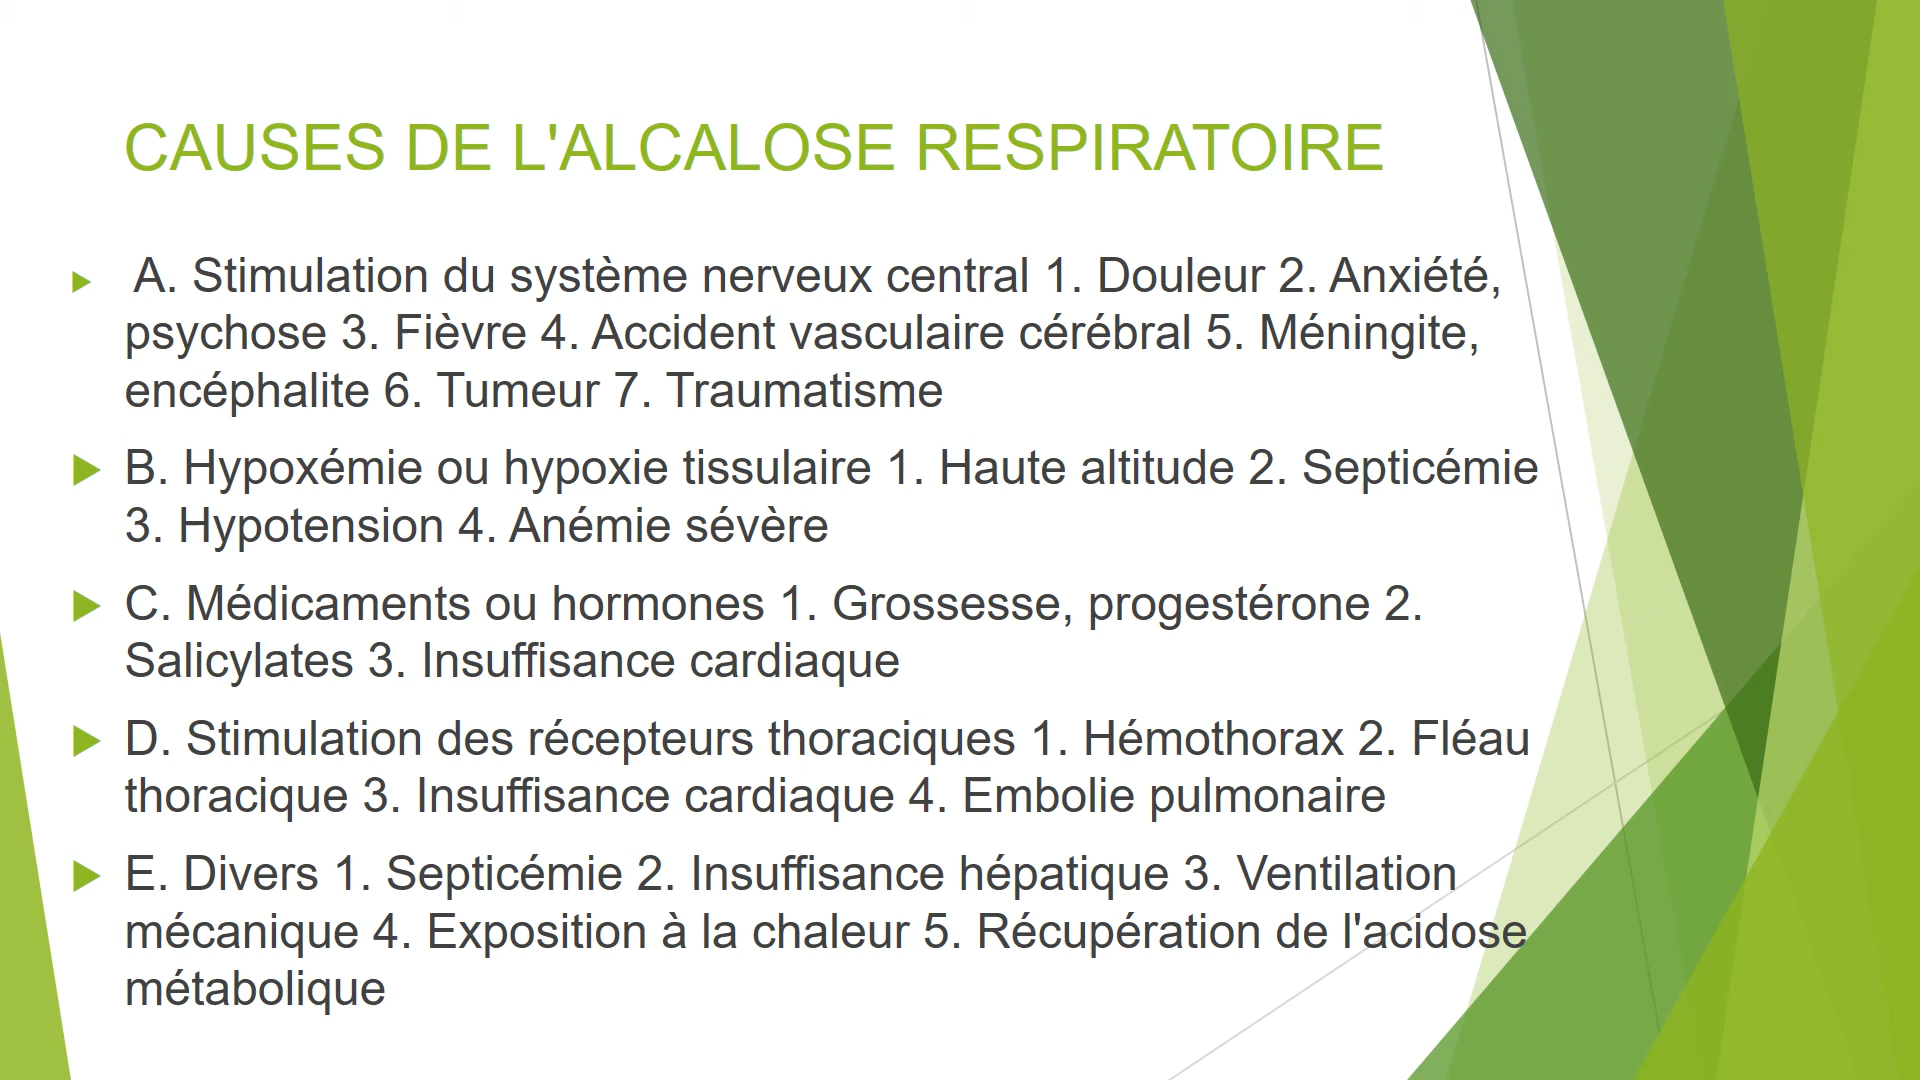 CAUSES DE L'ALCALOSE RESPIRATOIRE
A. Stimulation du système nerveux central 1. Douleur 2. Anxiété,
psychose 3. Fièvre 4. Accident vasculaire cérébral 5. Méningite,
encéphalite 6. Tumeur 7. Traumatisme
B. Hypoxémie ou hypoxie tissulaire 1. Haute altitude 2. Septicémie
3. Hypotension 4. Anémie sévère
C. Médicaments ou hormones 1. Grossesse, progestérone 2.
Salicylates 3. Insuffisance cardiaque
D. Stimulation des récepteurs thoraciques 1. Hémothorax 2. Fléau
thoracique 3. Insuffisance cardiaque 4. Embolie pulmonaire
E. Divers 1. Septicémie 2. Insuffisance hépatique 3. Ventilation
mécanique 4. Exposition à la chaleur 5. Récupération de l'acidose
métabolique